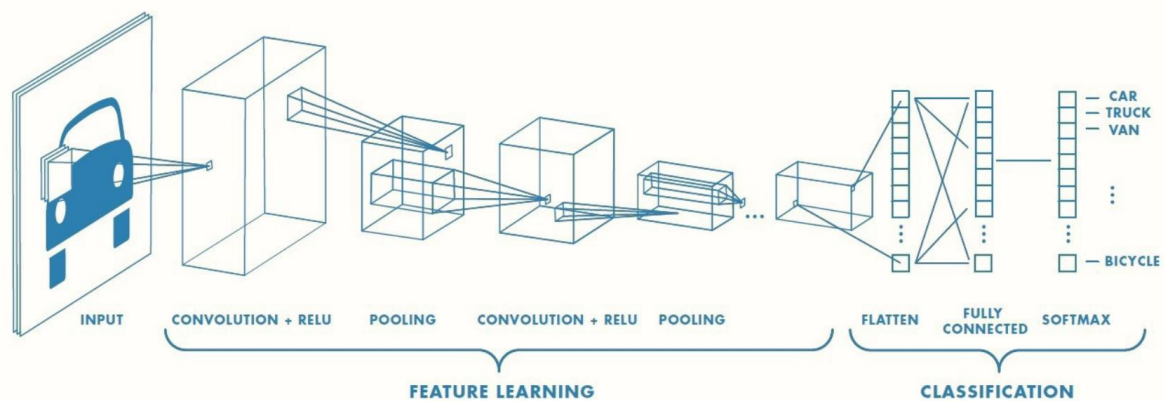 CAR
TRUCK
VAN
BICYCLE
INPUT
CONVOLUTION + RELU
POOLING
CONVOLUTION + RELU
POOLING
FLATTEN
FULLY
CONNECTED
SOFTMAX
FEATURE LEARNING
CLASSIFICATION